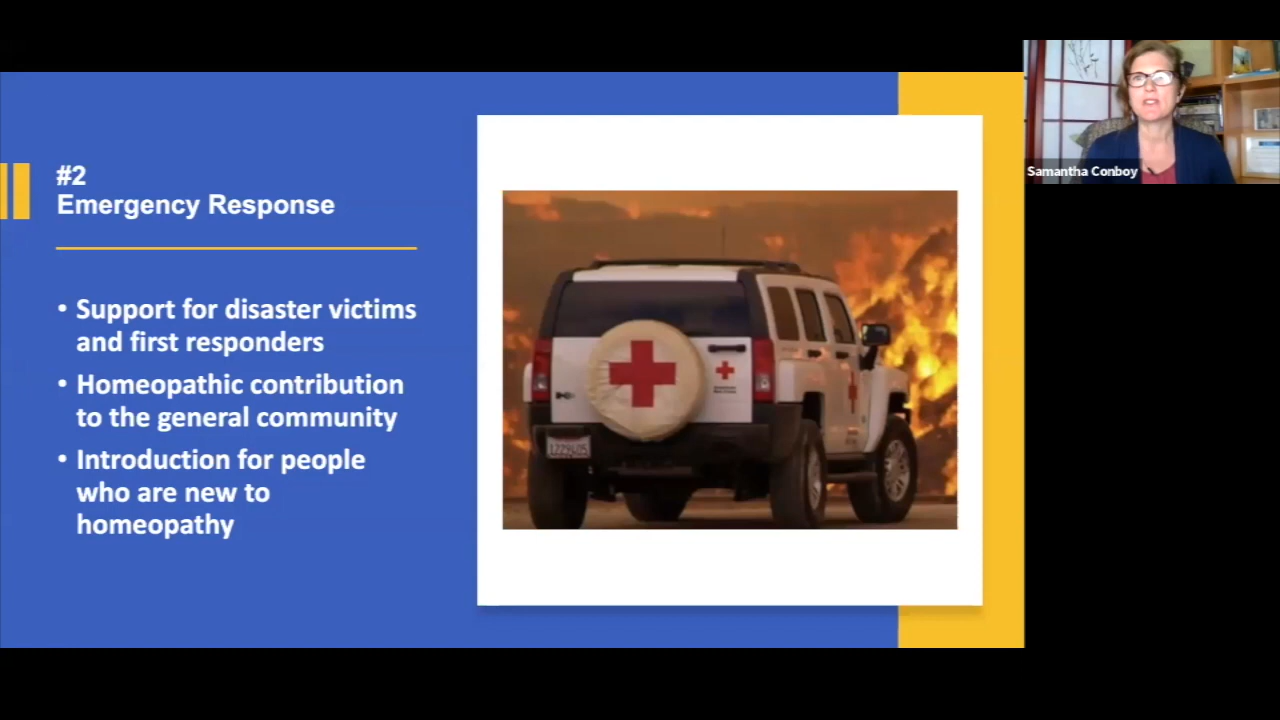 #2
Emergency Response
• Support for disaster victims
and first responders
• Homeopathic contribution
to the general community
• Introduction for people
who are new to
homeopathy
Samantha Conboy